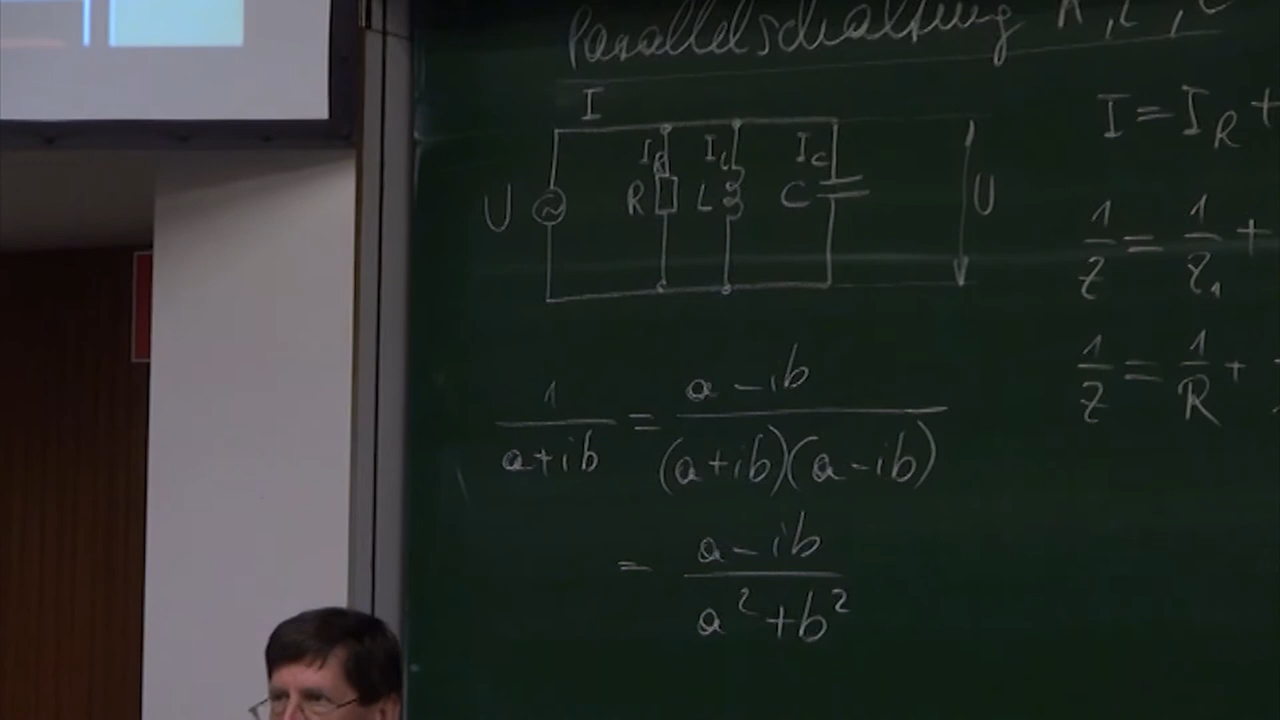 Parallelschaltung R, L, C
I
I_R I_L I_C
U R L C U
I = I_R +
1/Z = 1/Z_1 +
1/Z = 1/R +
1/(a+ib) = (a-ib)/((a+ib)(a-ib))
= (a-ib)/(a²+b²)